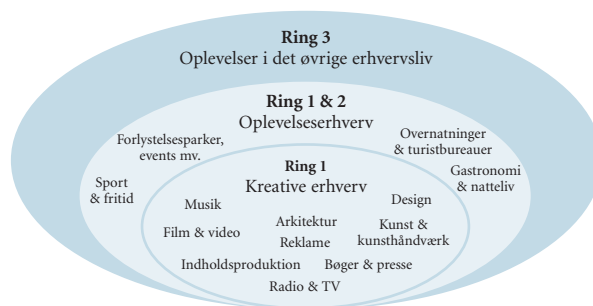 Ring 3
Oplevelser i det øvrige erhvervsliv
Ring 1 & 2
Oplevelseserhverv
Forlystelsesparker,
events mv.
Overnatninger
& turistbureauer
Sport
& fritid
Gastronomi
& natteliv
Ring 1
Kreative erhverv
Musik
Design
Arkitektur
Film & video
Kunst &
kunsthåndværk
Reklame
Indholdsproduktion
Bøger & presse
Radio & TV